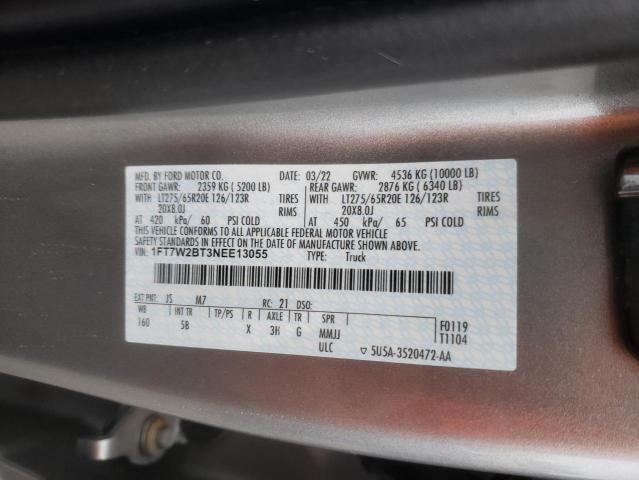 MFD. BY FORD MOTOR CO. DATE: 03/22 GVWR: 4536 KG (10000 LB)
FRONT GAWR: 2359 KG (5200 LB) REAR GAWR: 2876 KG (6340 LB)
WITH LT275/65R20E 126/123R TIRES WITH LT275/65R20E 126/123R TIRES
20X8.0J RIMS 20X8.0J RIMS
AT 420 kPa/ 60 PSI COLD AT 450 kPa/ 65 PSI COLD
THIS VEHICLE CONFORMS TO ALL APPLICABLE FEDERAL MOTOR VEHICLE
SAFETY AND THEFT PREVENTION STANDARDS IN EFFECT ON THE
DATE OF MANUFACTURE SHOWN ABOVE.
VIN: 1FT7W2BT3NEE13055 TYPE: Truck
EXT PNT: JS M7 RC: 21 DSO:
WB INT TR TP/PS R AXLE TR SPR
160 5B X 3H G MMJJ F0119
ULC T1104
▽ 5U5A-3520472-AA